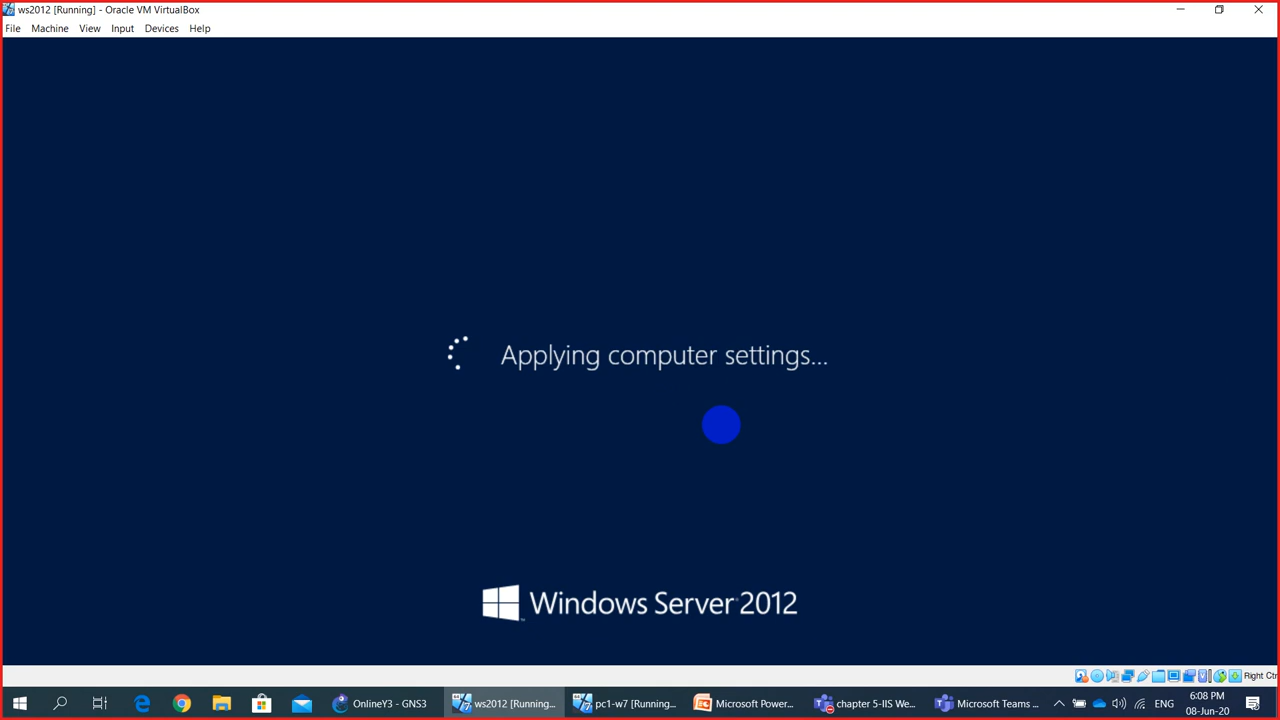 ws2012 [Running] - Oracle VM VirtualBox
File Machine View Input Devices Help
Applying computer settings...
Windows Server 2012
Right Ctr
OnlineY3 - GNS3
ws2012 [Running...
pc1-w7 [Running...
Microsoft Power...
chapter 5-IIS We...
Microsoft Teams ...
ENG
6:08 PM
08-Jun-20